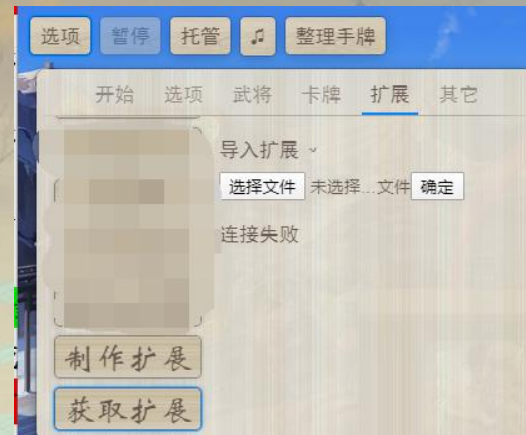 选项 暂停 托管 ♫ 整理手牌
开始 选项 武将 卡牌 扩展 其它
导入扩展
选择文件 未选择...文件 确定
连接失败
制作扩展
获取扩展